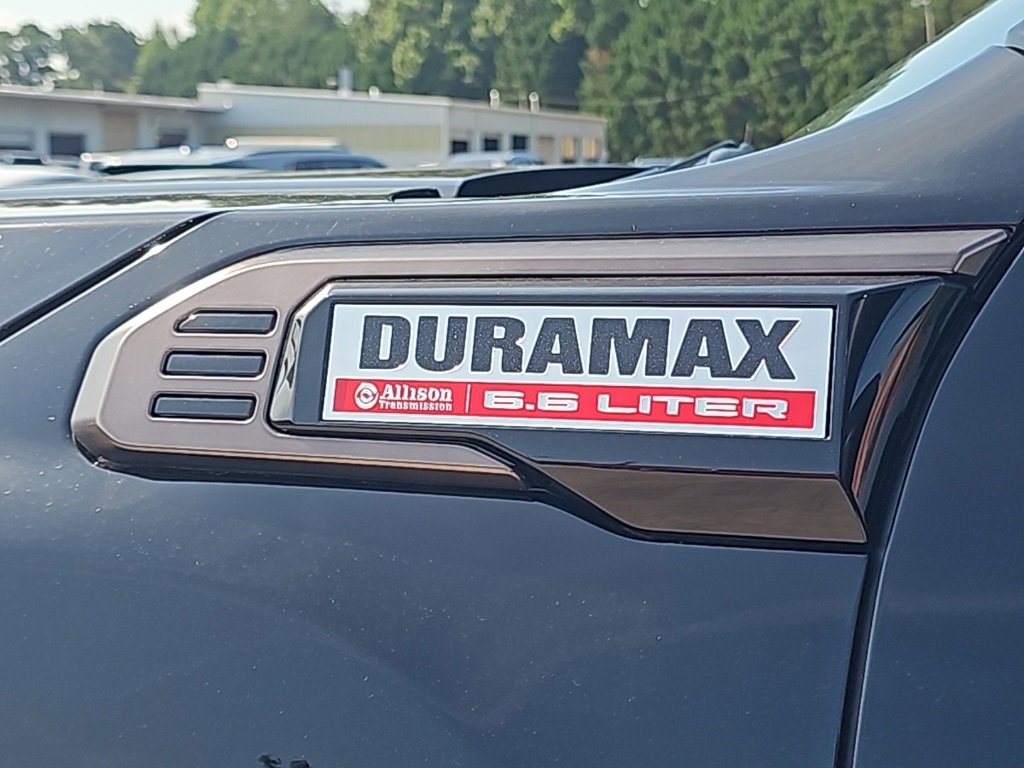 DURAMAX
Allison
Transmission
6.6 LITER